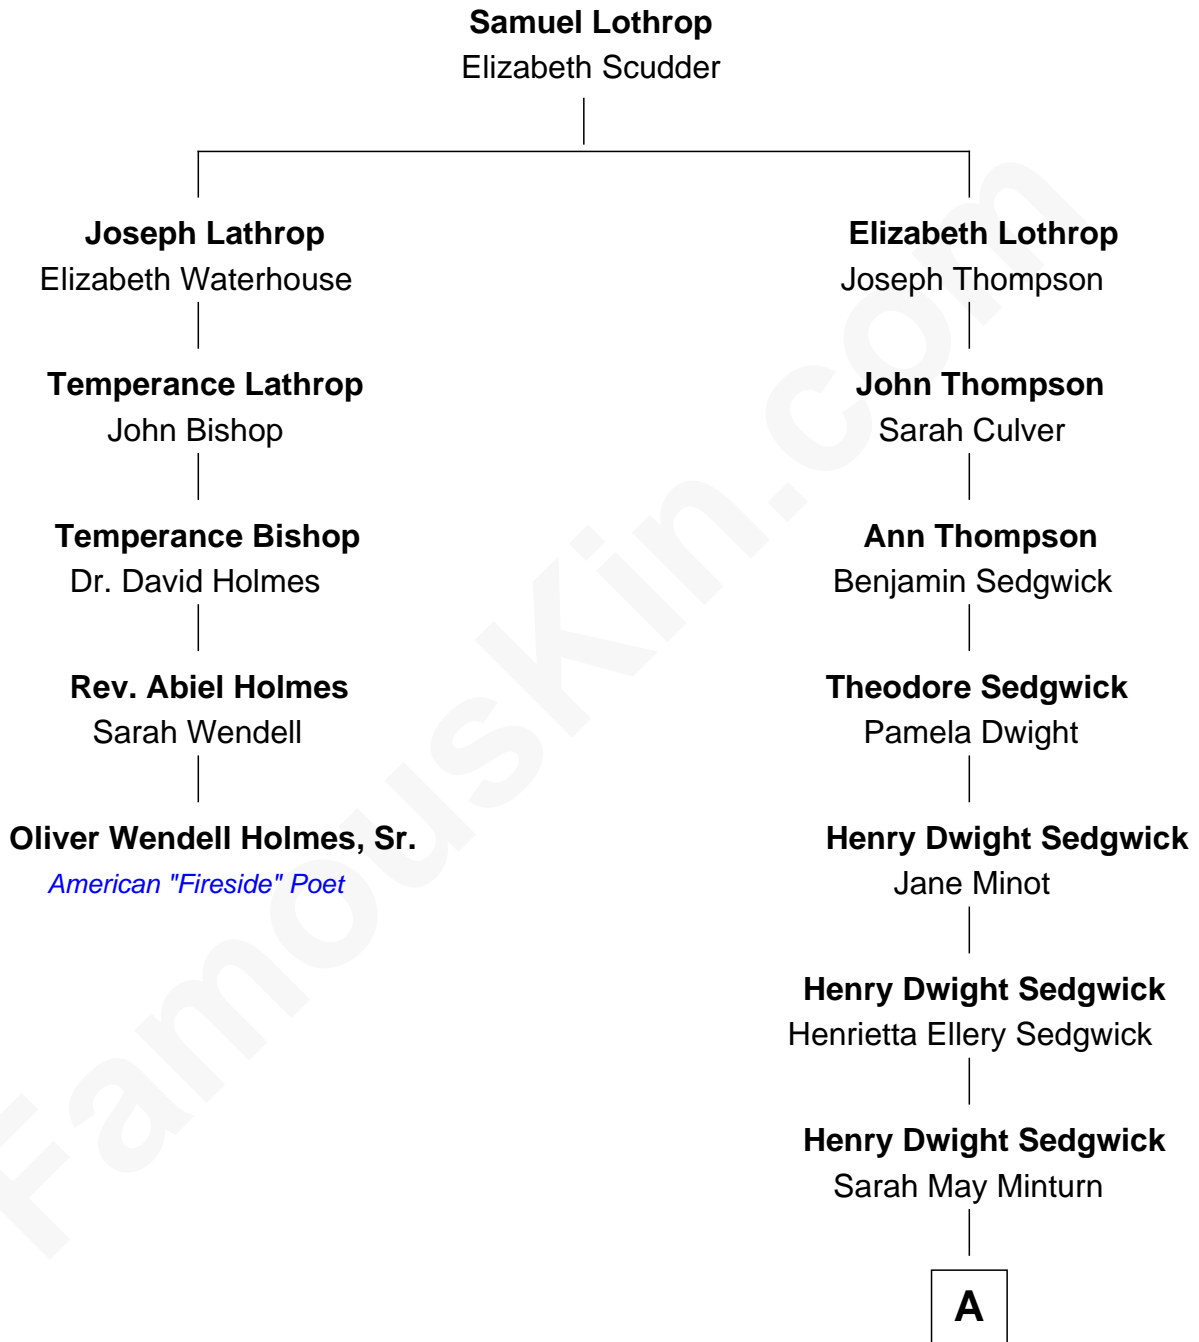 Samuel Lothrop
Elizabeth Scudder
Joseph Lathrop
Elizabeth Waterhouse
Elizabeth Lothrop
Joseph Thompson
Temperance Lathrop
John Bishop
John Thompson
Sarah Culver
Temperance Bishop
Dr. David Holmes
Ann Thompson
Benjamin Sedgwick
Rev. Abiel Holmes
Sarah Wendell
Theodore Sedgwick
Pamela Dwight
Oliver Wendell Holmes, Sr.
American "Fireside" Poet
Henry Dwight Sedgwick
Jane Minot
Henry Dwight Sedgwick
Henrietta Ellery Sedgwick
Henry Dwight Sedgwick
Sarah May Minturn
A
FamousKin.com